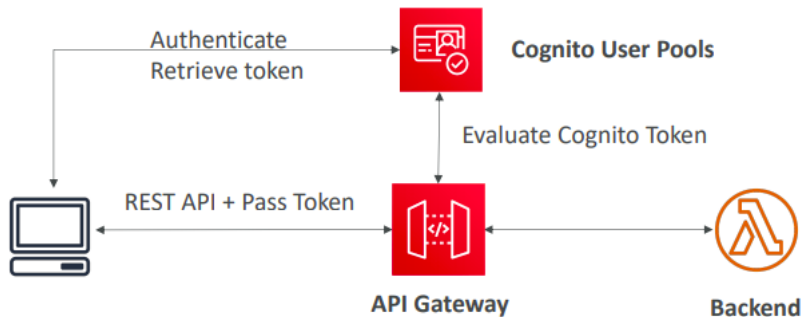 Authenticate
Retrieve token
Cognito User Pools
Evaluate Cognito Token
REST API + Pass Token
</>
API Gateway
Backend